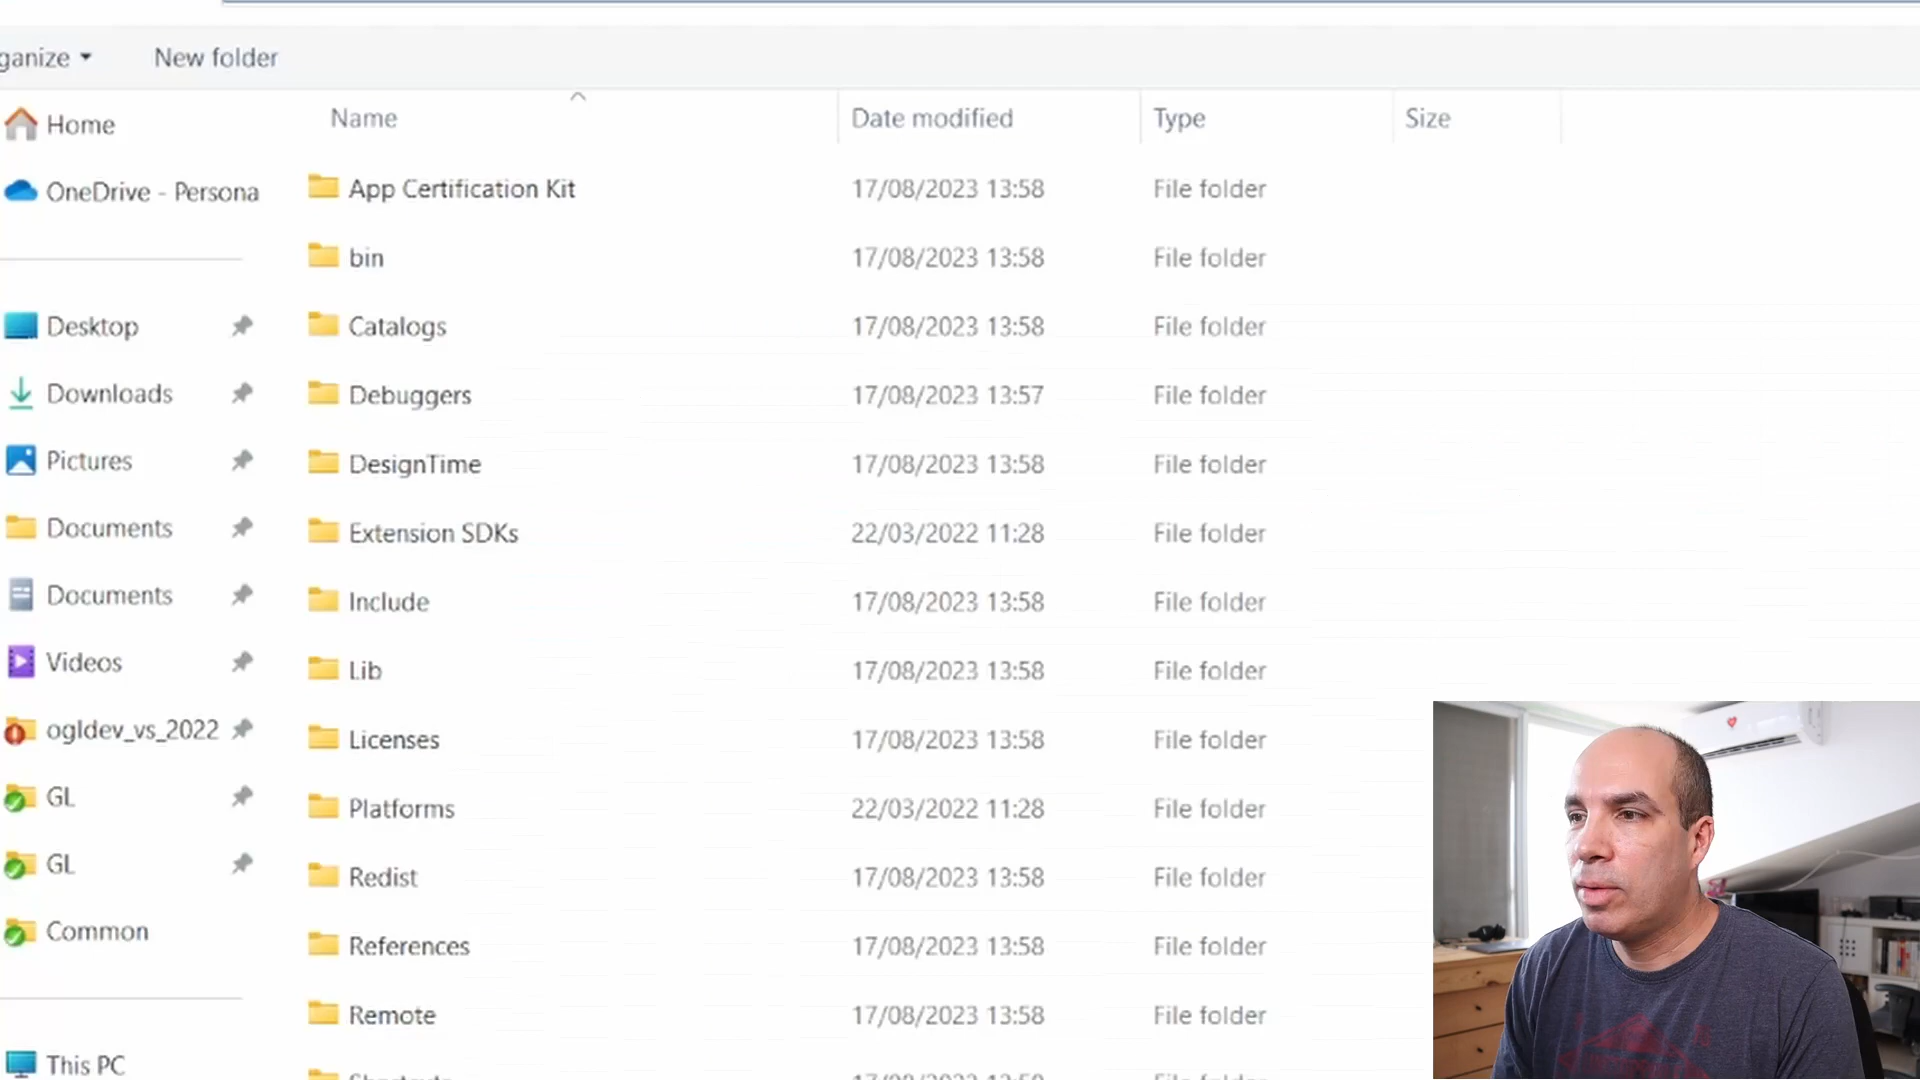 ganize
New folder
Name
Date modified
Type
Size
Home
OneDrive - Persona
Desktop
Downloads
Pictures
Documents
Documents
Videos
ogldev_vs_2022
GL
GL
Common
This PC
App Certification Kit 17/08/2023 13:58 File folder
bin 17/08/2023 13:58 File folder
Catalogs 17/08/2023 13:58 File folder
Debuggers 17/08/2023 13:57 File folder
DesignTime 17/08/2023 13:58 File folder
Extension SDKs 22/03/2022 11:28 File folder
Include 17/08/2023 13:58 File folder
Lib 17/08/2023 13:58 File folder
Licenses 17/08/2023 13:58 File folder
Platforms 22/03/2022 11:28 File folder
Redist 17/08/2023 13:58 File folder
References 17/08/2023 13:58 File folder
Remote 17/08/2023 13:58 File folder